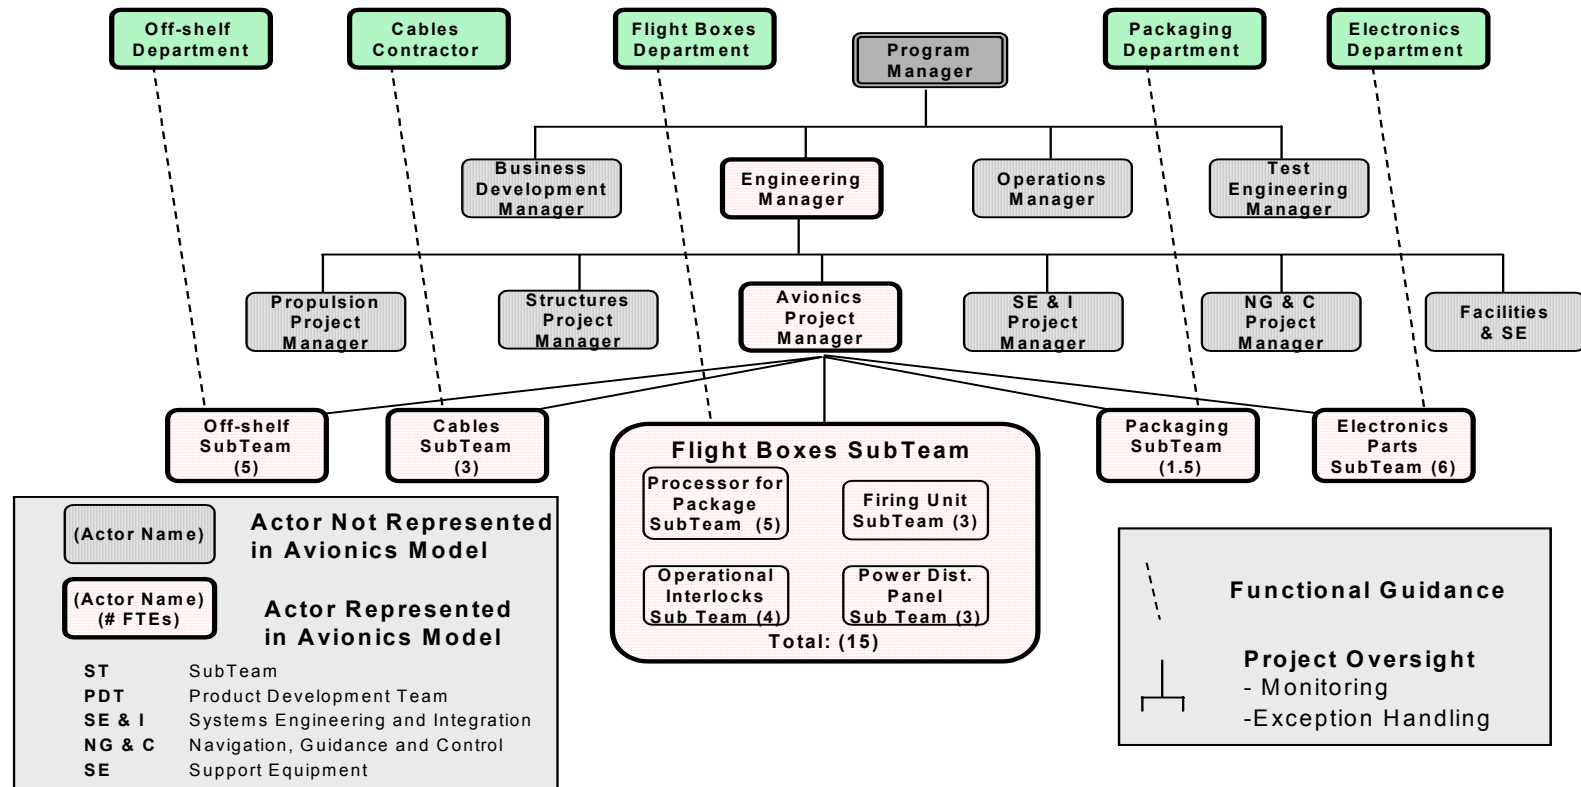 Off-shelf
Department
Cables
Contractor
Flight Boxes
Department
Program
Manager
Packaging
Department
Electronics
Department
Business
Development
Manager
Engineering
Manager
Operations
Manager
Test
Engineering
Manager
Propulsion
Project
Manager
Structures
Project
Manager
Avionics
Project
Manager
SE & I
Project
Manager
NG & C
Project
Manager
Facilities
& SE
Off-shelf
SubTeam
(5)
Cables
SubTeam
(3)
Flight Boxes SubTeam
Processor for
Package
SubTeam (5)
Firing Unit
SubTeam (3)
Operational
Interlocks
Sub Team (4)
Power Dist.
Panel
Sub Team (3)
Total: (15)
Packaging
SubTeam
(1.5)
Electronics
Parts
SubTeam (6)
(Actor Name)
Actor Not Represented
in Avionics Model
(Actor Name)
(# FTEs)
Actor Represented
in Avionics Model
ST SubTeam
PDT Product Development Team
SE & I Systems Engineering and Integration
NG & C Navigation, Guidance and Control
SE Support Equipment
Functional Guidance
Project Oversight
- Monitoring
-Exception Handling